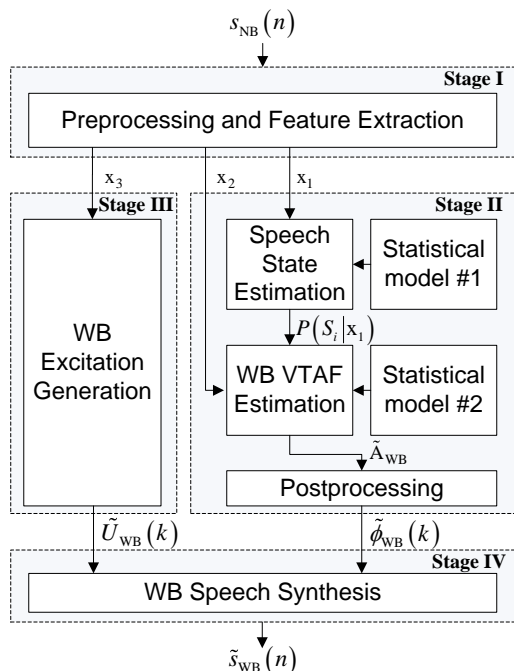 s_NB(n)
Stage I
Preprocessing and Feature Extraction
x_3
x_2
x_1
Stage III
Stage II
WB
Excitation
Generation
Speech
State
Estimation
Statistical
model #1
P(S_i|x_1)
WB VTAF
Estimation
Statistical
model #2
Ã_WB
Postprocessing
Ũ_WB(k)
ϕ̃_WB(k)
Stage IV
WB Speech Synthesis
s̃_WB(n)